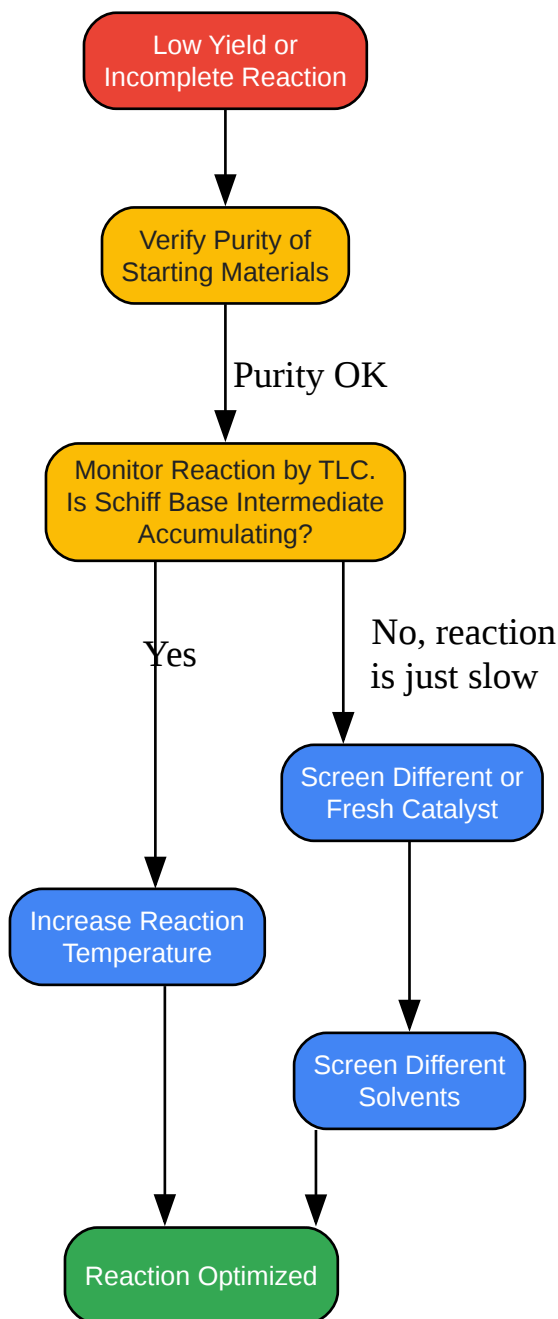 Low Yield or
Incomplete Reaction
Verify Purity of
Starting Materials
Purity OK
Monitor Reaction by TLC.
Is Schiff Base Intermediate
Accumulating?
Yes
No, reaction
is just slow
Screen Different or
Fresh Catalyst
Increase Reaction
Temperature
Screen Different
Solvents
Reaction Optimized